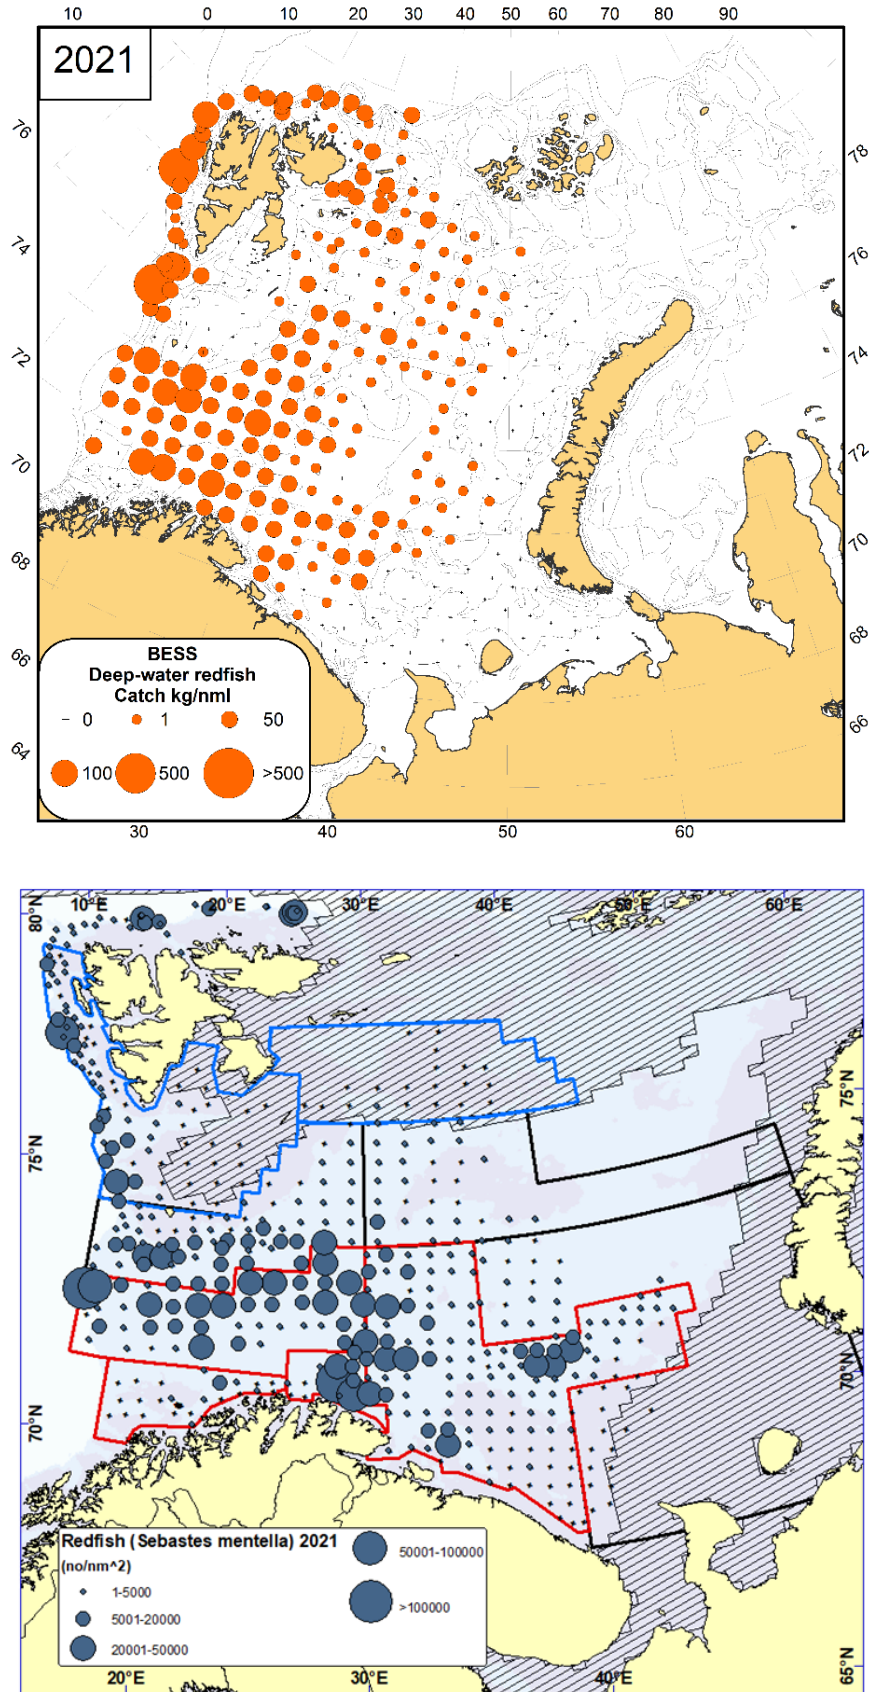 10 0 10 20 30 40 50 60 70 80 90
2021
76
78
74
76
72
74
70
72
68
70
66
68
64
66
BESS
Deep-water redfish
Catch kg/nml
0 1 50
100 500 >500
30 40 50 60
10°E 20°E 30°E 40°E 50°E 60°E
80°N
75°N
75°N
70°N
70°N
Redfish (Sebastes mentella) 2021
(no/nm^2)
1-5000
5001-20000
20001-50000
50001-100000
>100000
65°N
20°E 30°E 40°E